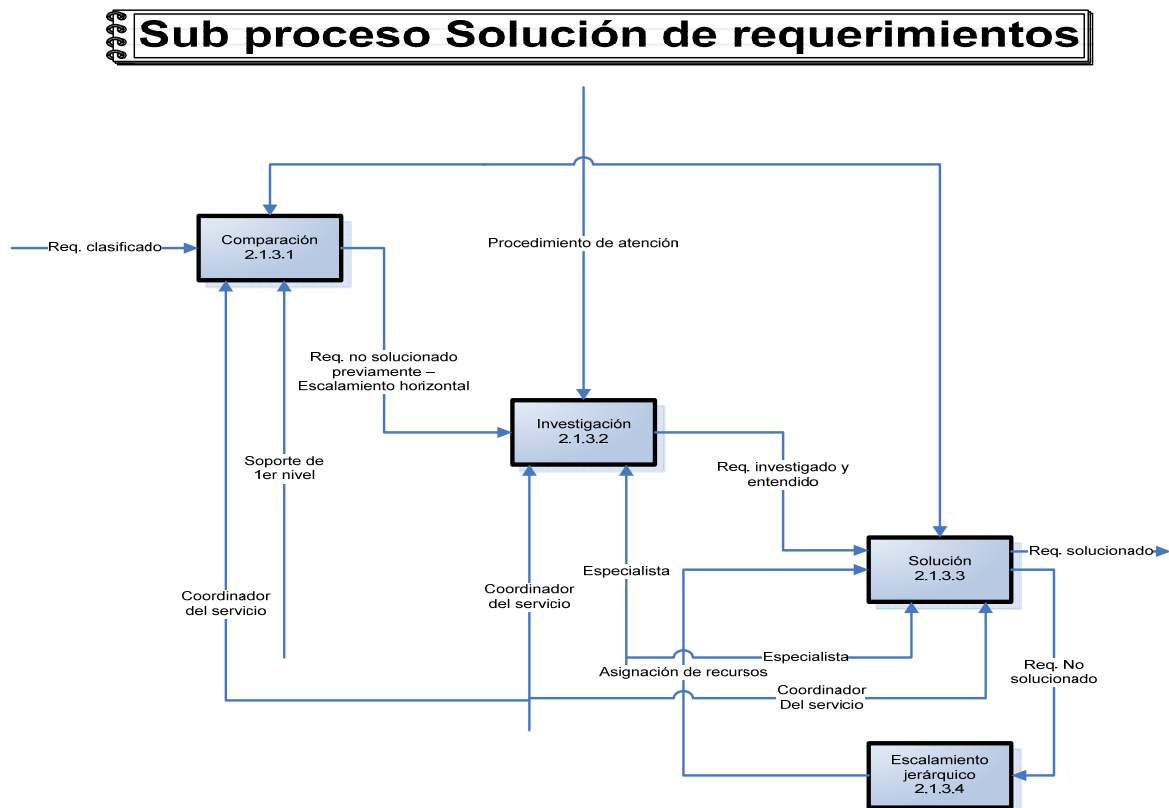 Sub proceso Solución de requerimientos
Procedimiento de atención
Comparación
2.1.3.1
Req. clasificado
Req. no solucionado
previamente –
Escalamiento horizontal
Investigación
2.1.3.2
Soporte de
1er nivel
Req. investigado y
entendido
Solución
2.1.3.3
Req. solucionado
Coordinador
del servicio
Coordinador
del servicio
Especialista
Especialista
Asignación de recursos
Coordinador
Del servicio
Req. No
solucionado
Escalamiento
jerárquico
2.1.3.4